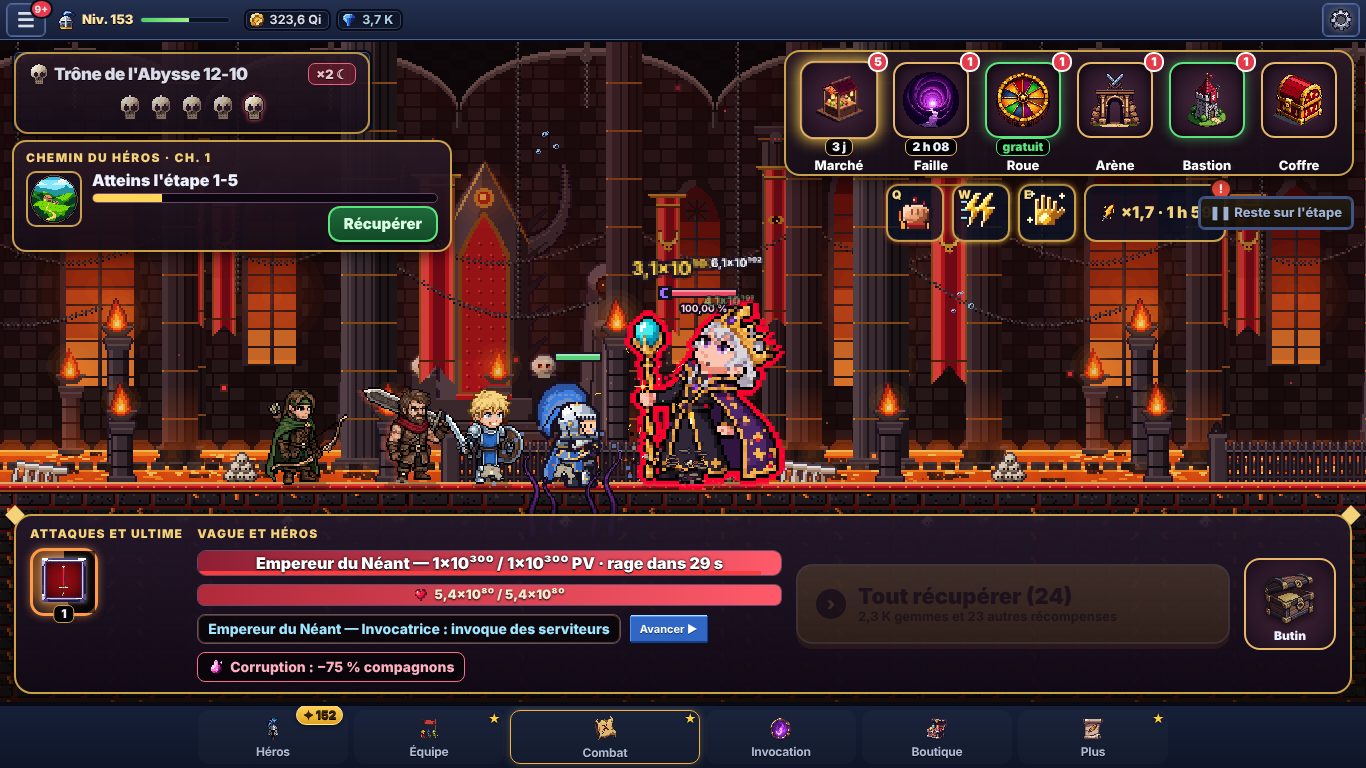 9+
Niv. 153
323,6 Qi
3,7 K
Trône de l'Abysse 12-10
×2 ☾
CHEMIN DU HÉROS · CH. 1
Atteins l'étape 1-5
Récupérer
5
1
1
1
1
3 j
2 h 08
gratuit
Marché
Faille
Roue
Arène
Bastion
Coffre
Q
W
E
×1,7 · 1 h 5
!
❚❚ Reste sur l'étape
3,1×10
6,1×10
100,00 %
ATTAQUES ET ULTIME
1
VAGUE ET HÉROS
Empereur du Néant — 1×10³⁰⁰ / 1×10³⁰⁰ PV · rage dans 29 s
5,4×10⁸⁰ / 5,4×10⁸⁰
Empereur du Néant — Invocatrice : invoque des serviteurs
Avancer ▶
Corruption : −75 % compagnons
Tout récupérer (24)
2,3 K gemmes et 23 autres récompenses
Butin
✦ 152
Héros
Équipe
Combat
Invocation
Boutique
Plus